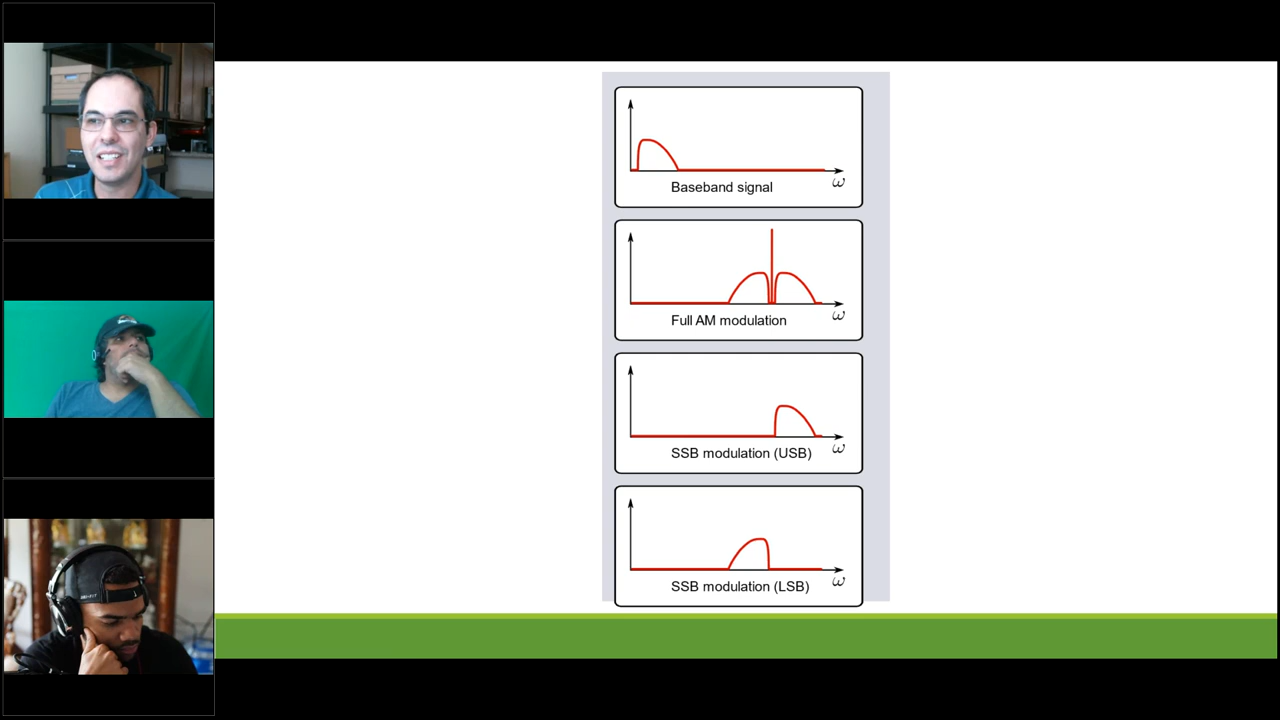 ω
Baseband signal
ω
Full AM modulation
ω
SSB modulation (USB)
ω
SSB modulation (LSB)